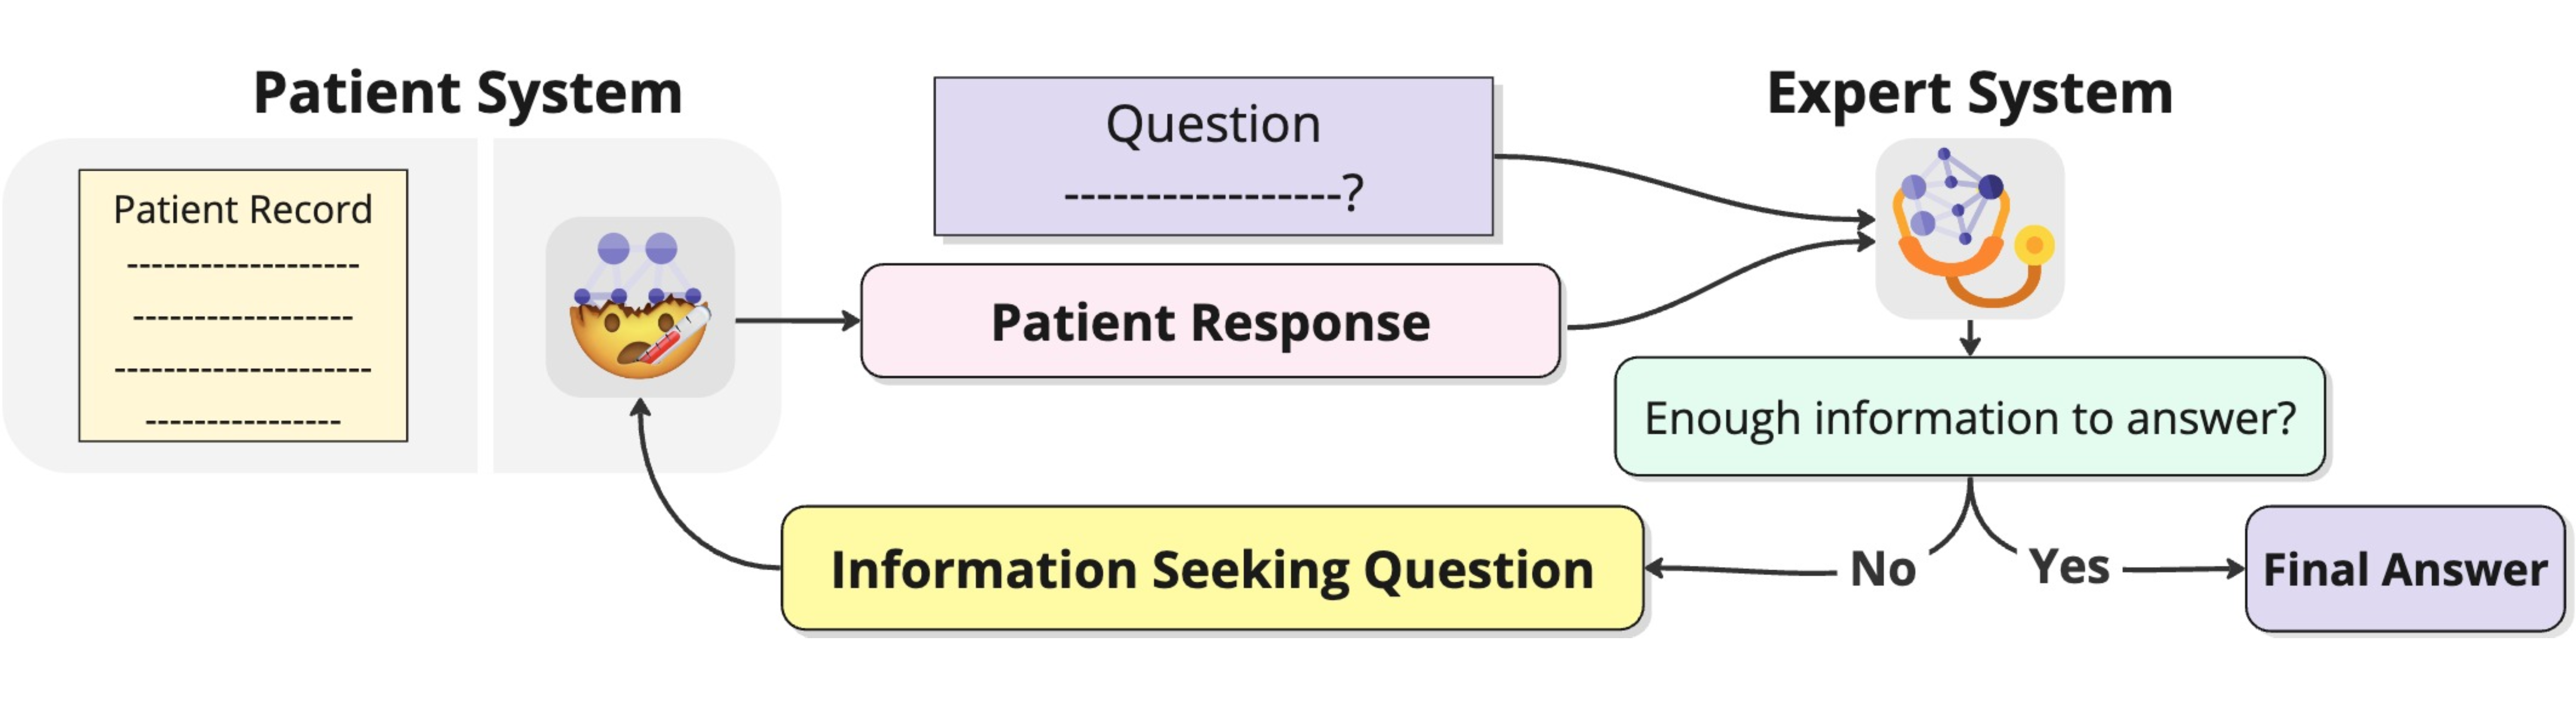 Patient System
Patient Record
-------------------
------------------
---------------------
----------------
Question
-----------------?
Patient Response
Expert System
Enough information to answer?
No
Yes
Information Seeking Question
Final Answer